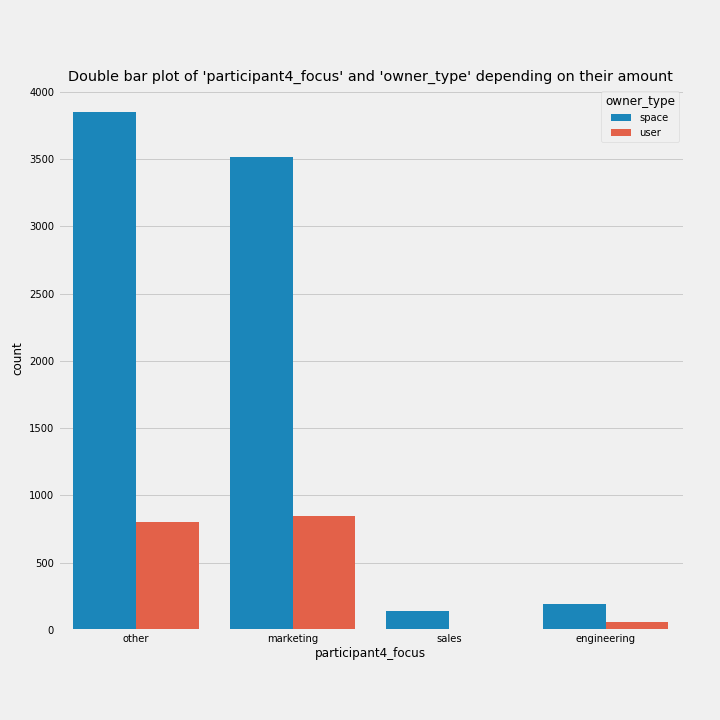 Double bar plot of 'participant4_focus' and 'owner_type' depending on their amount
owner_type
space
user
count
4000
3500
3000
2500
2000
1500
1000
500
0
other
marketing
sales
engineering
participant4_focus